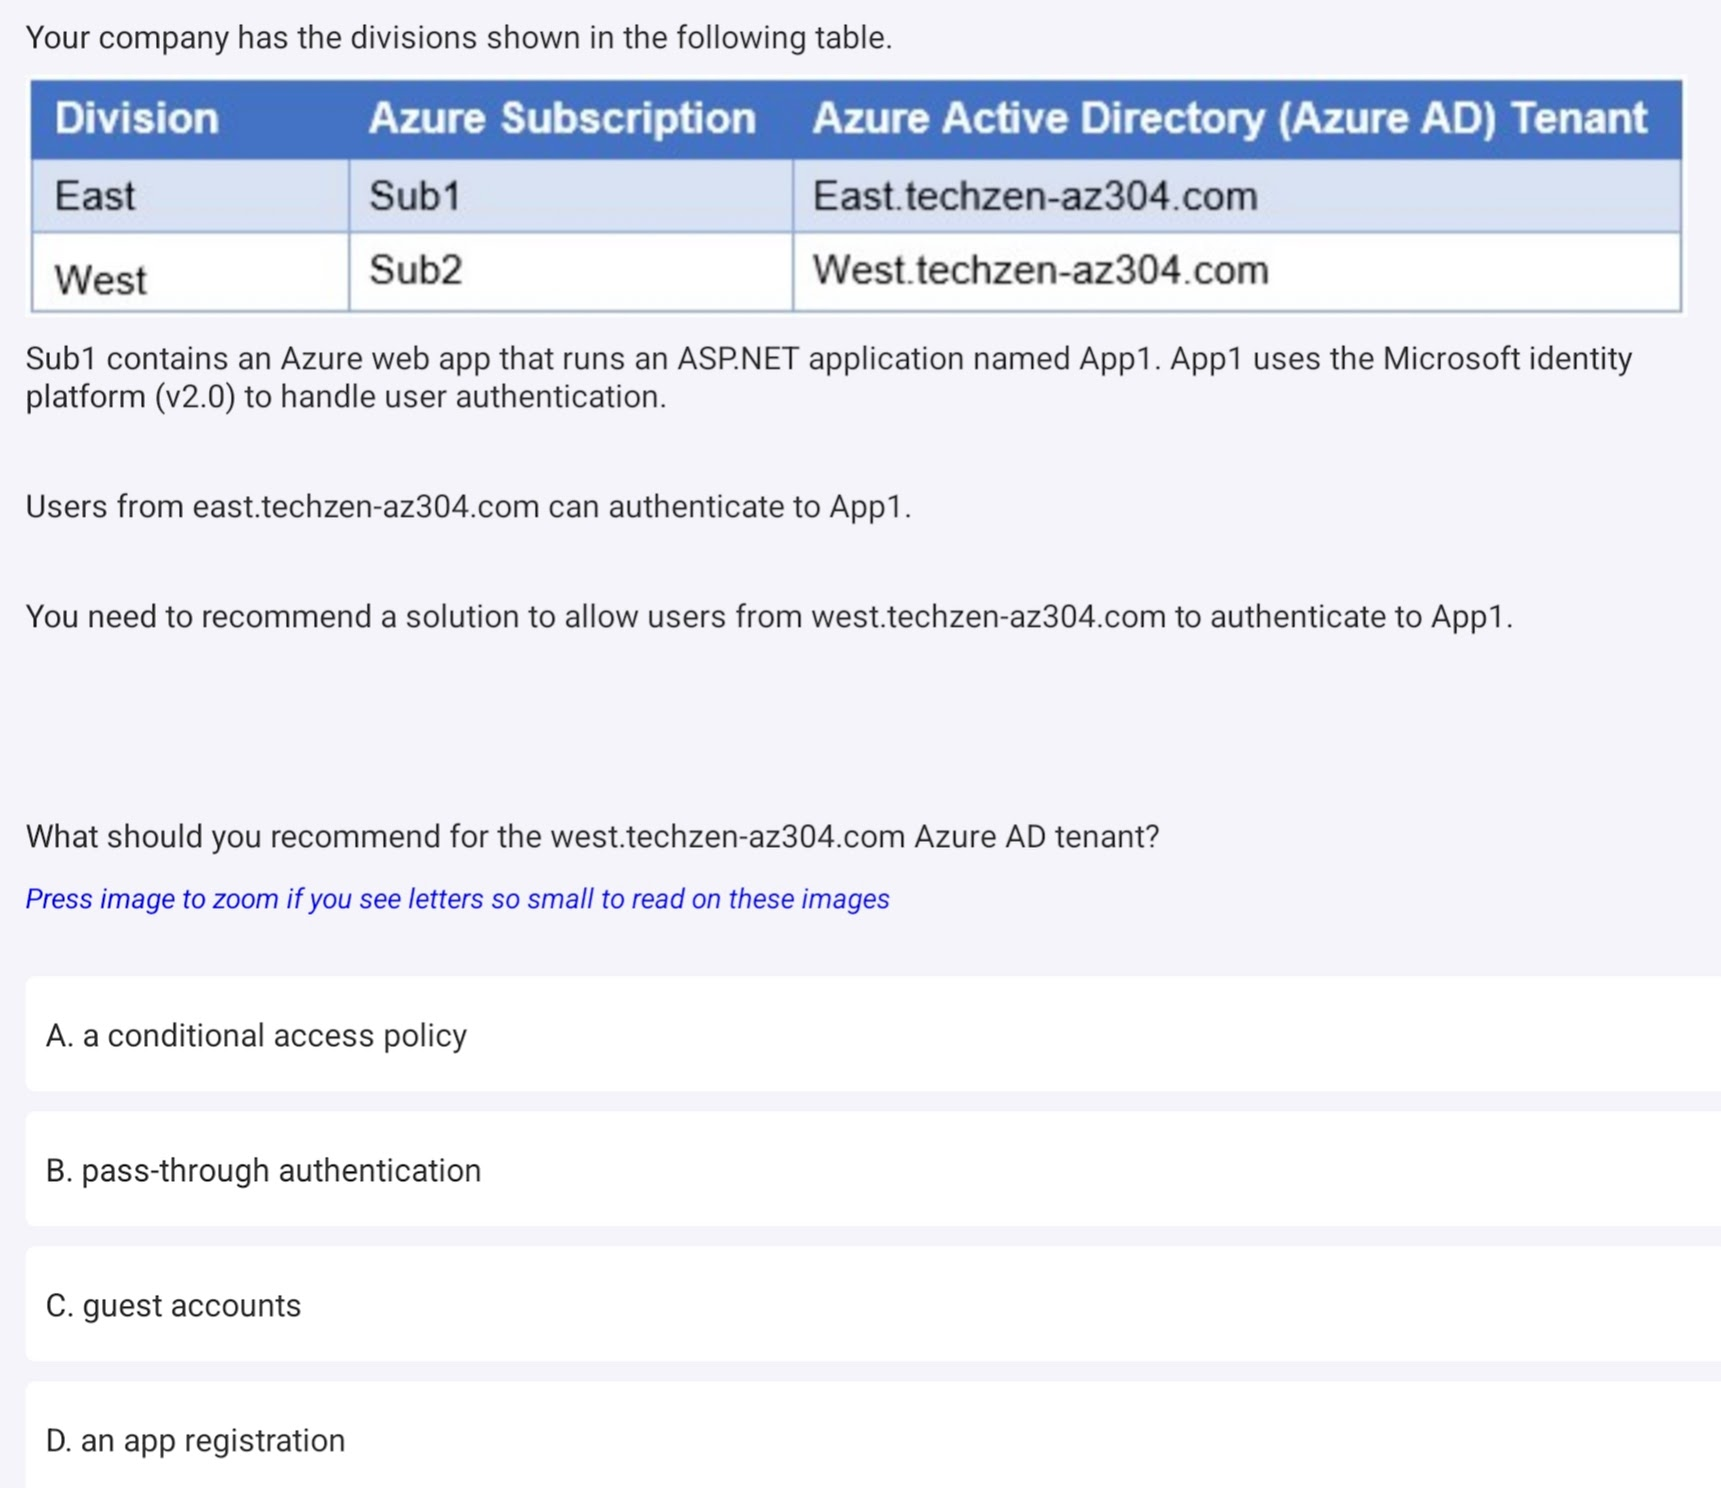 Your company has the divisions shown in the following table.
Division Azure Subscription Azure Active Directory (Azure AD) Tenant
East Sub1 East.techzen-az304.com
West Sub2 West.techzen-az304.com
Sub1 contains an Azure web app that runs an ASP.NET application named App1. App1 uses the Microsoft identity
platform (v2.0) to handle user authentication.
Users from east.techzen-az304.com can authenticate to App1.
You need to recommend a solution to allow users from west.techzen-az304.com to authenticate to App1.
What should you recommend for the west.techzen-az304.com Azure AD tenant?
Press image to zoom if you see letters so small to read on these images
A. a conditional access policy
B. pass-through authentication
C. guest accounts
D. an app registration